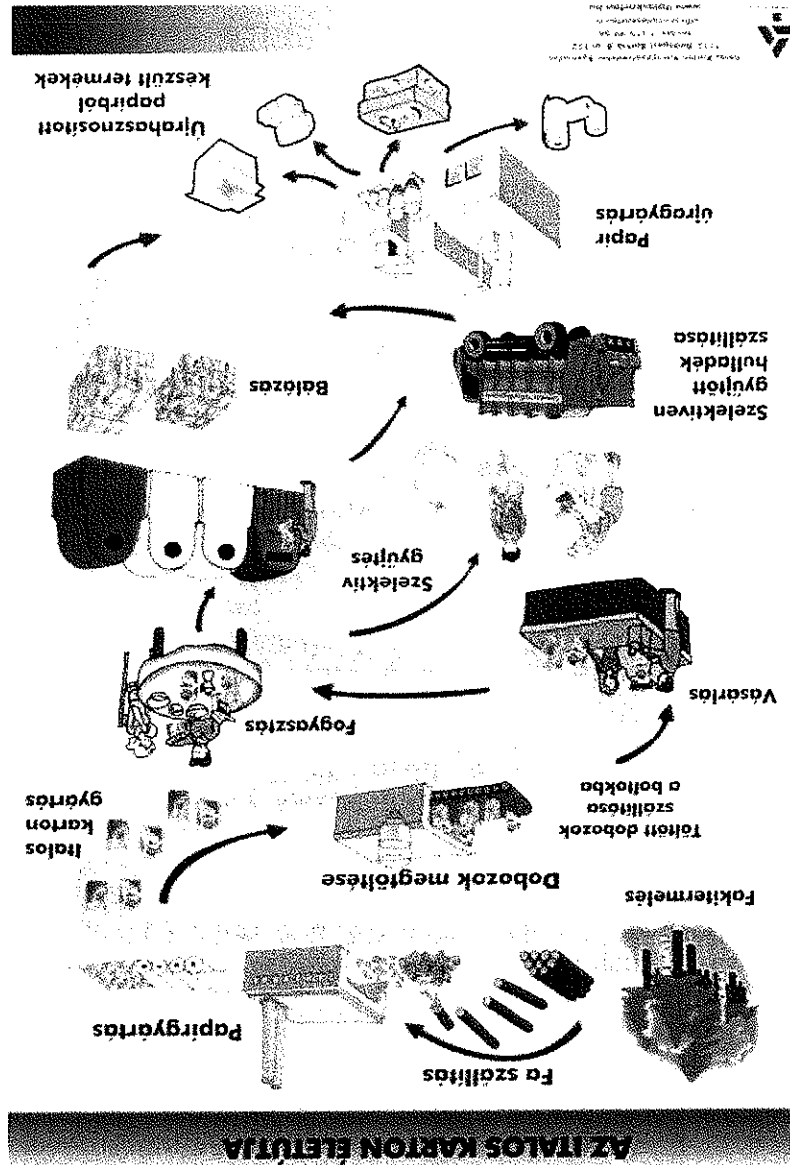 AZ ITALOS KARTON ÉLETÚTJA
Fakitermelés
Fa szállítás
Papírgyártás
Italos
karton
gyártás
Dobozok megtöltése
Töltött dobozok
szállítása
a boltokba
Vásárlás
Fogyasztás
Szelektív
gyűjtés
Szelektíven
gyűjtött
hulladék
szállítása
Bálázás
Papír
újragyártás
Újrahasznosított
papírból
készült termékek